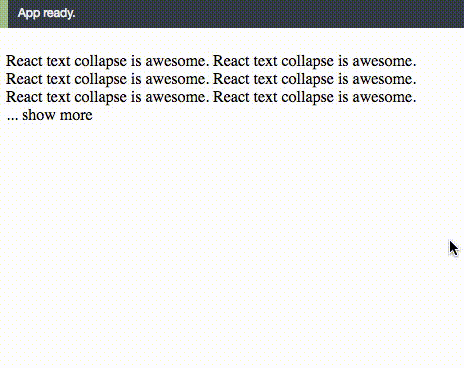 App ready.
React text collapse is awesome. React text collapse is awesome.
React text collapse is awesome. React text collapse is awesome.
React text collapse is awesome. React text collapse is awesome.
... show more